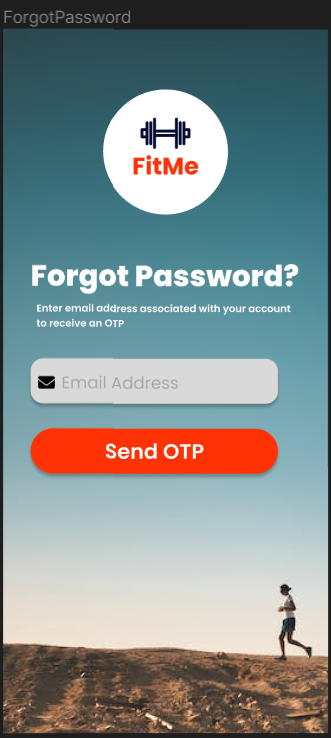 ForgotPassword
FitMe
Forgot Password?
Enter email address associated with your account
to receive an OTP
Email Address
Send OTP